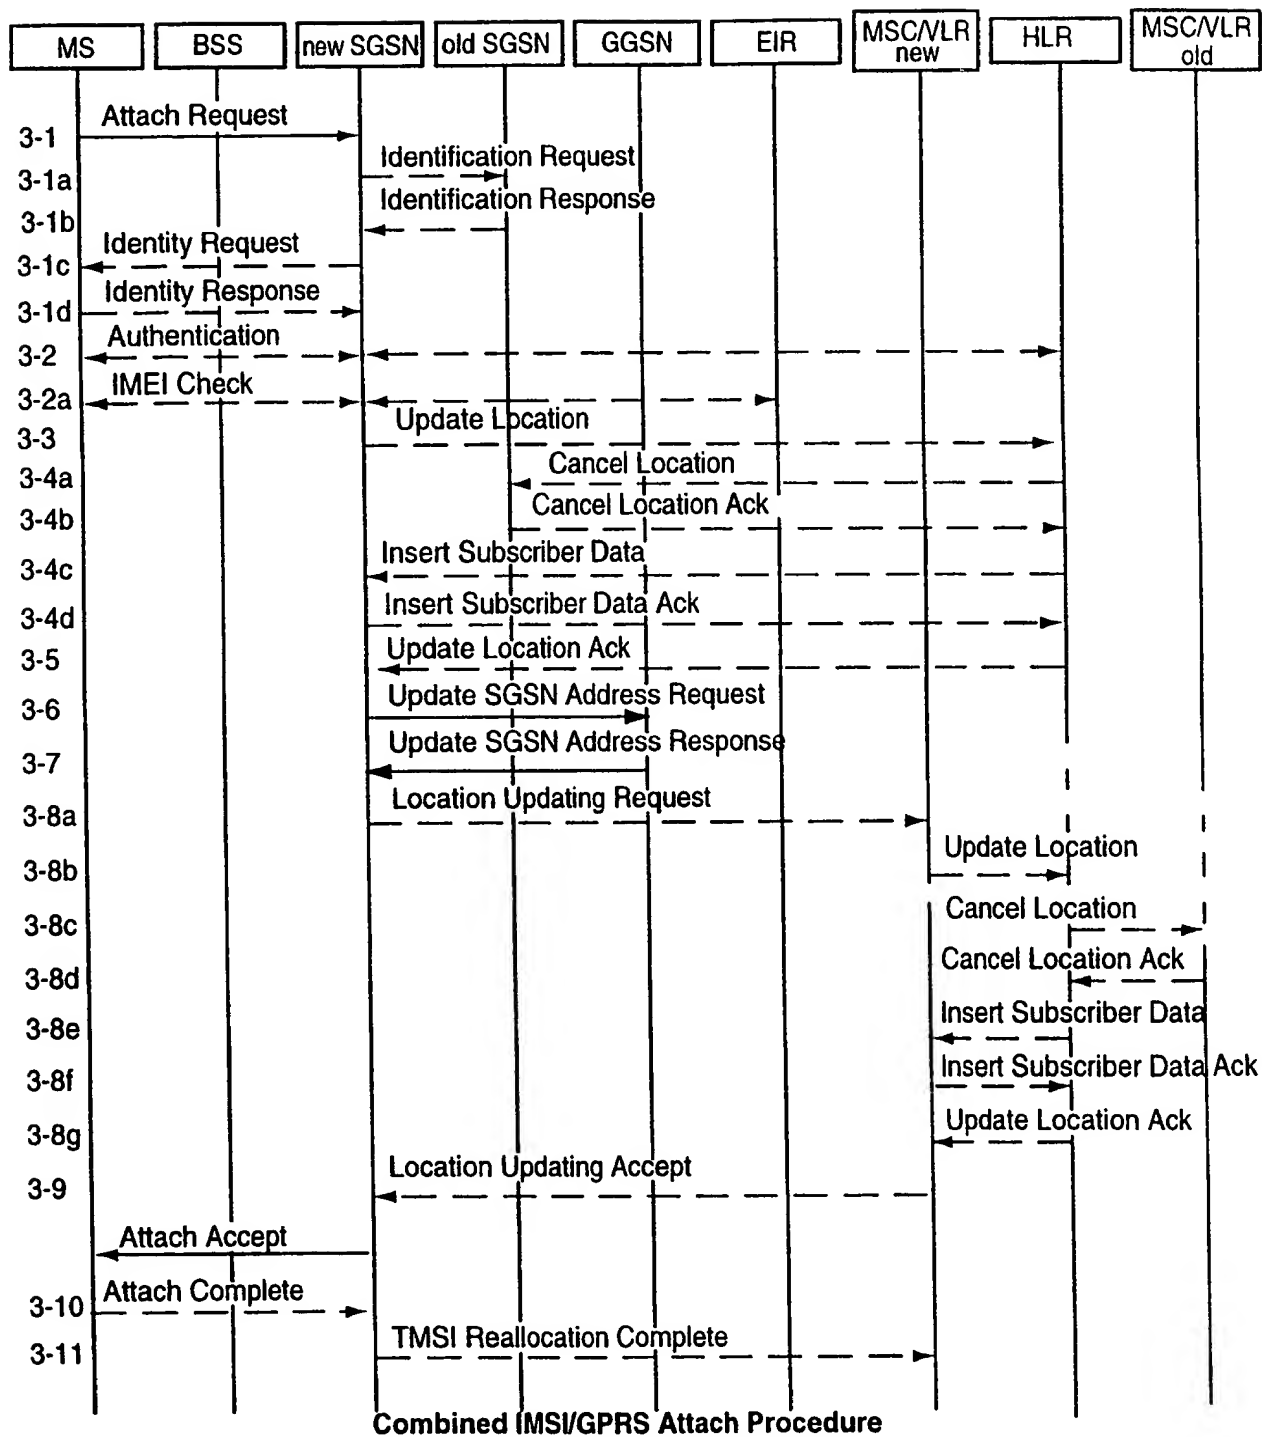 MS
BSS
new SGSN
old SGSN
GGSN
EIR
MSC/VLR
new
HLR
MSC/VLR
old
Attach Request
3-1
Identification Request
3-1a
Identification Response
3-1b
Identity Request
3-1c
Identity Response
3-1d
Authentication
3-2
IMEI Check
3-2a
Update Location
3-3
Cancel Location
3-4a
Cancel Location Ack
3-4b
Insert Subscriber Data
3-4c
Insert Subscriber Data Ack
3-4d
Update Location Ack
3-5
Update SGSN Address Request
3-6
Update SGSN Address Response
3-7
Location Updating Request
3-8a
Update Location
3-8b
Cancel Location
3-8c
Cancel Location Ack
3-8d
Insert Subscriber Data
3-8e
Insert Subscriber Data Ack
3-8f
Update Location Ack
3-8g
Location Updating Accept
3-9
Attach Accept
Attach Complete
3-10
TMSI Reallocation Complete
3-11
Combined IMSI/GPRS Attach Procedure